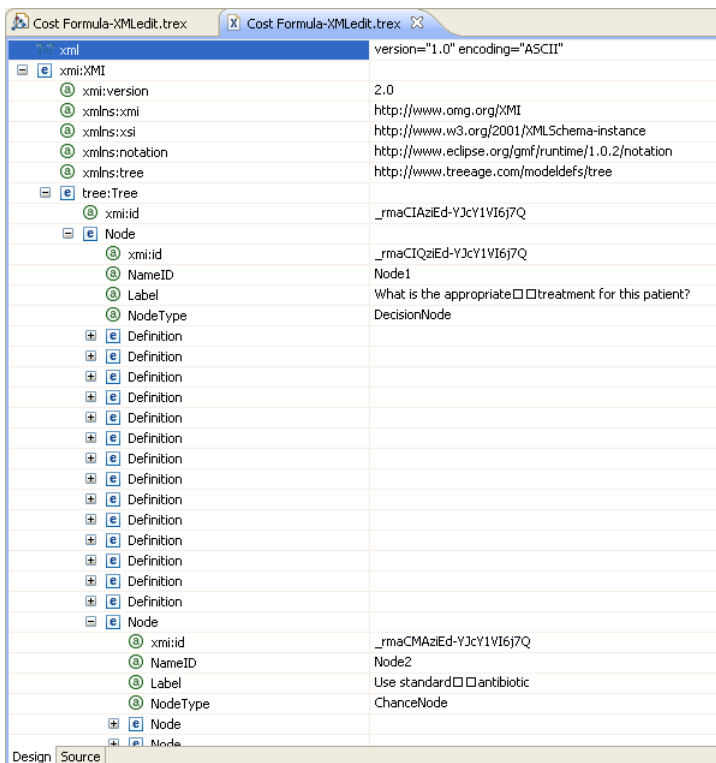 Cost Formula-XMLedit.trex Cost Formula-XMLedit.trex
xml version="1.0" encoding="ASCII"
xmi:XMI
xmi:version 2.0
xmlns:xmi http://www.omg.org/XMI
xmlns:xsi http://www.w3.org/2001/XMLSchema-instance
xmlns:notation http://www.eclipse.org/gmf/runtime/1.0.2/notation
xmlns:tree http://www.treeage.com/modeldefs/tree
tree:Tree
xmi:id _rmaCIAziEd-YJcY1VI6j7Q
Node
xmi:id _rmaCIQziEd-YJcY1VI6j7Q
NameID Node1
Label What is the appropriate□□treatment for this patient?
NodeType DecisionNode
Definition
Definition
Definition
Definition
Definition
Definition
Definition
Definition
Definition
Definition
Definition
Definition
Definition
Definition
Node
xmi:id _rmaCMAziEd-YJcY1VI6j7Q
NameID Node2
Label Use standard□□antibiotic
NodeType ChanceNode
Node
Node
Design Source